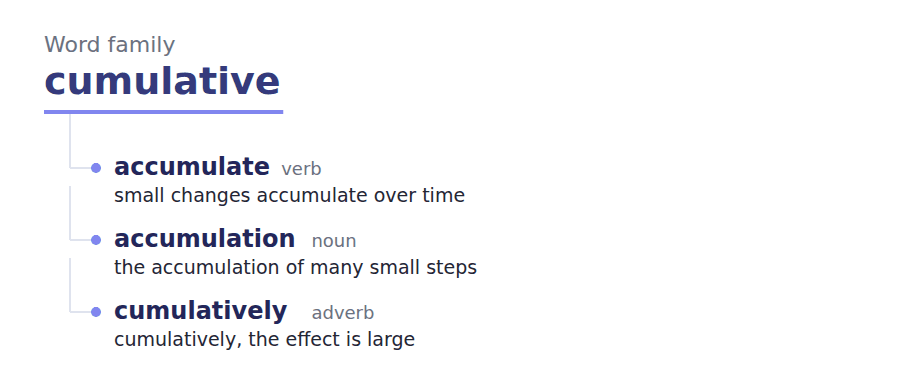 Word family
cumulative
accumulate verb
small changes accumulate over time
accumulation noun
the accumulation of many small steps
cumulatively adverb
cumulatively, the effect is large